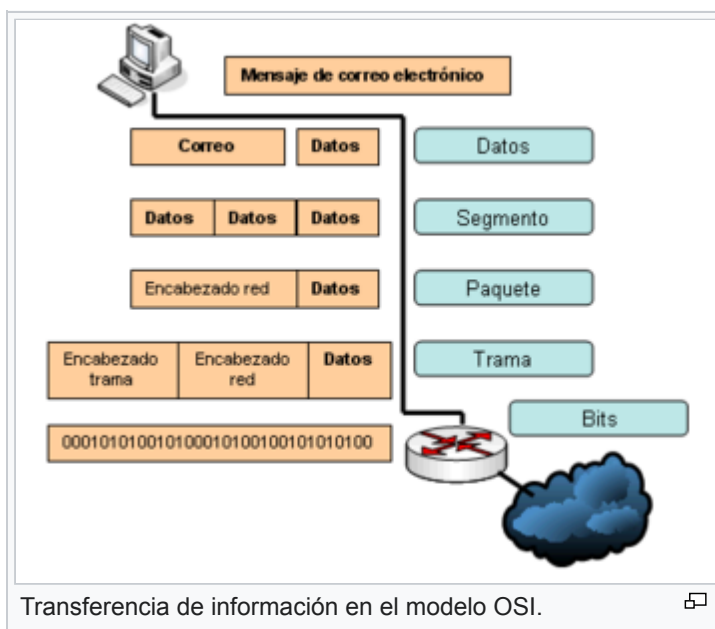 Mensaje de correo electrónico
Correo Datos Datos
Datos Datos Datos Segmento
Encabezado red Datos Paquete
Encabezado trama Encabezado red Datos Trama
Bits
000101010010100010100100101010100
Transferencia de información en el modelo OSI.